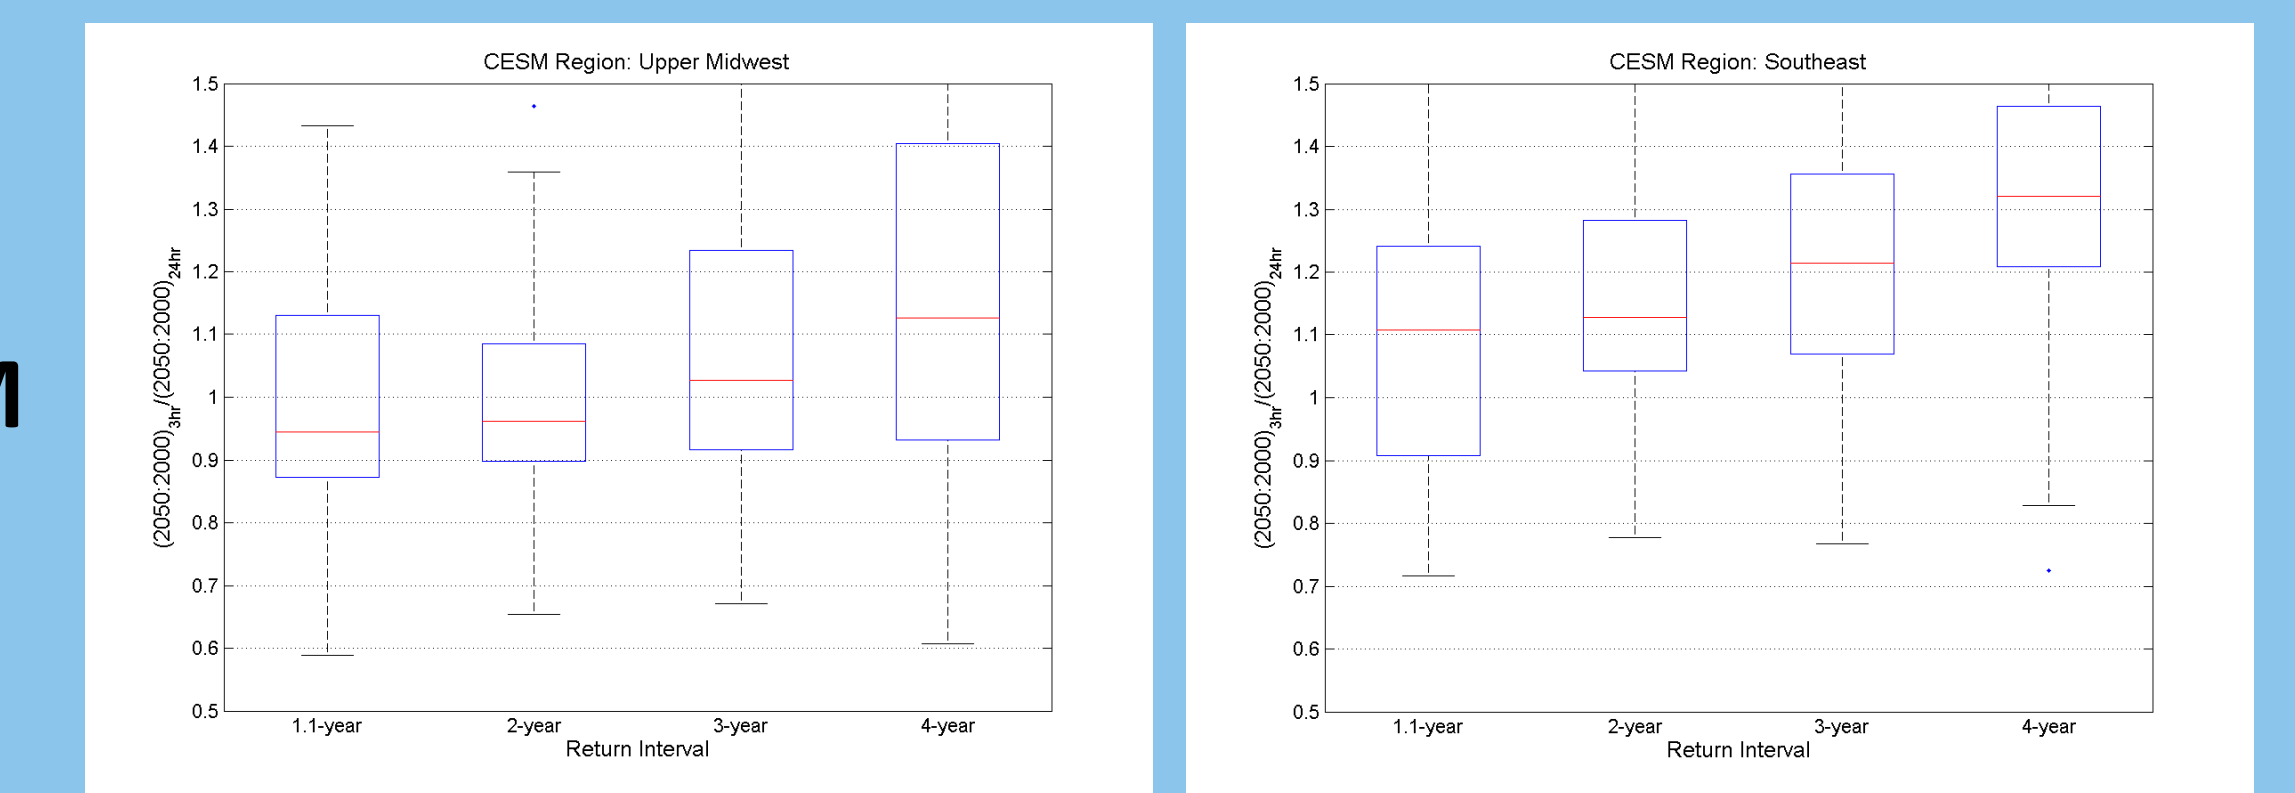 CESM Region: Upper Midwest
1.5
1.4
1.3
1.2
1.1
1
0.9
0.8
0.7
0.6
0.5
(2050:2000)3hr/(2050:2000)24hr
1.1-year 2-year 3-year 4-year
Return Interval
CESM Region: Southeast
1.5
1.4
1.3
1.2
1.1
1
0.9
0.8
0.7
0.6
0.5
(2050:2000)3hr/(2050:2000)24hr
1.1-year 2-year 3-year 4-year
Return Interval